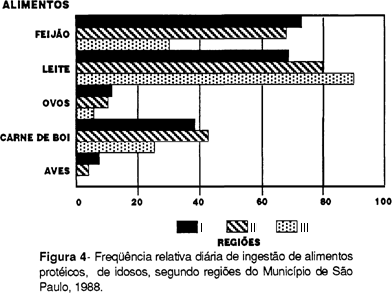 ALIMENTOS
FEIJÃO
LEITE
OVOS
CARNE DE BOI
AVES
0 20 40 60 80 100
I II III
REGIÕES
Figura 4- Freqüência relativa diária de ingestão de alimentos
protéicos, de idosos, segundo regiões do Município de São
Paulo, 1988.